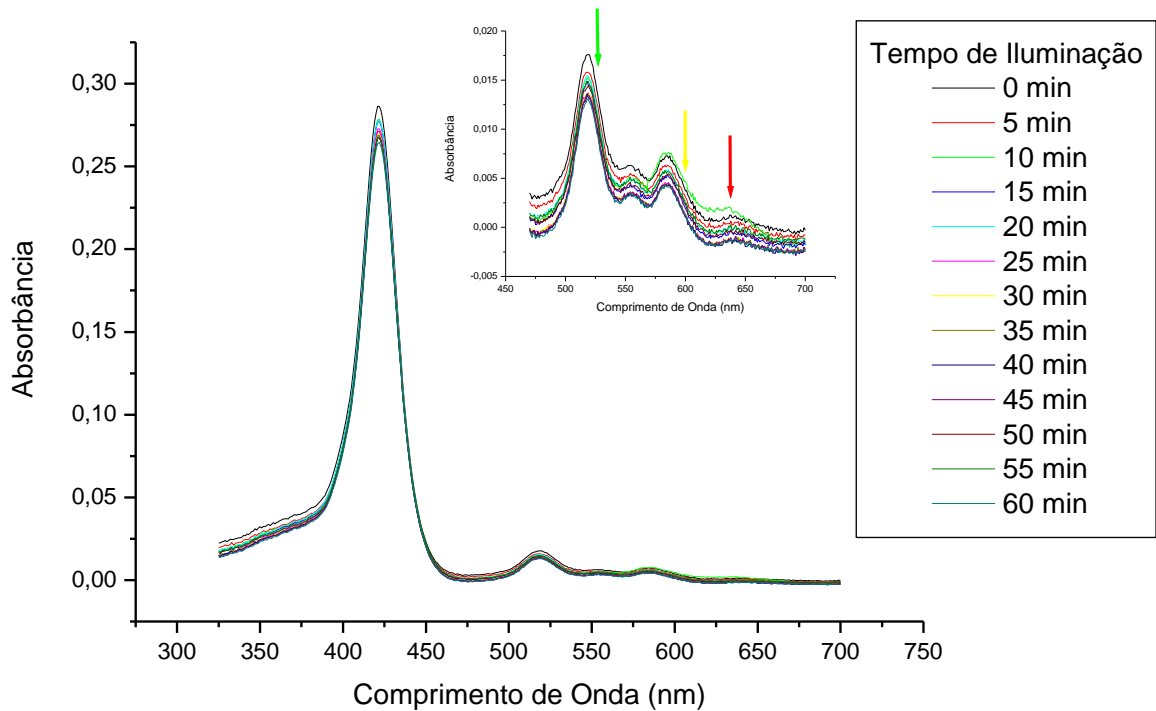 0,30
0,25
0,20
0,15
0,10
0,05
0,00
Absorbância
300 350 400 450 500 550 600 650 700 750
Comprimento de Onda (nm)
0,020
0,015
0,010
0,005
0,000
-0,005
Absorbância
450 500 550 600 650 700
Comprimento de Onda (nm)
Tempo de Iluminação
0 min
5 min
10 min
15 min
20 min
25 min
30 min
35 min
40 min
45 min
50 min
55 min
60 min